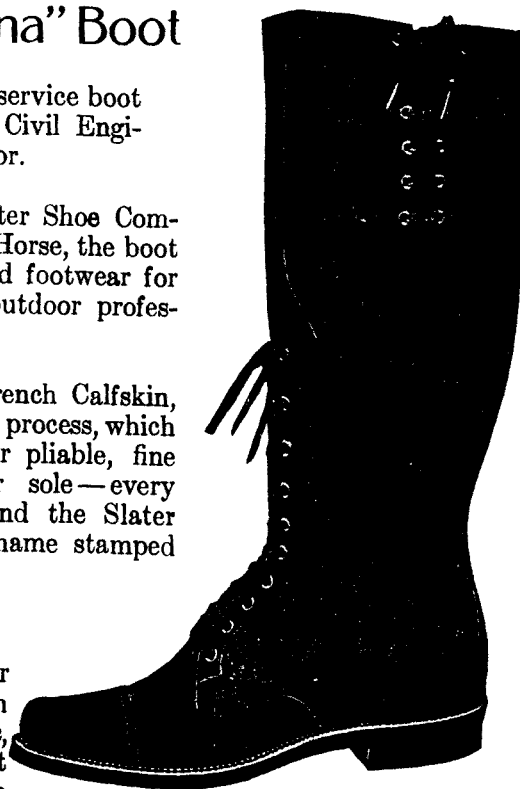 na” Boot
service boot
Civil Engi-
or.
ter Shoe Com-
Horse, the boot
d footwear for
outdoor profes-
rench Calfskin,
process, which
r pliable, fine
r sole—every
nd the Slater
name stamped
r
n
e,
t